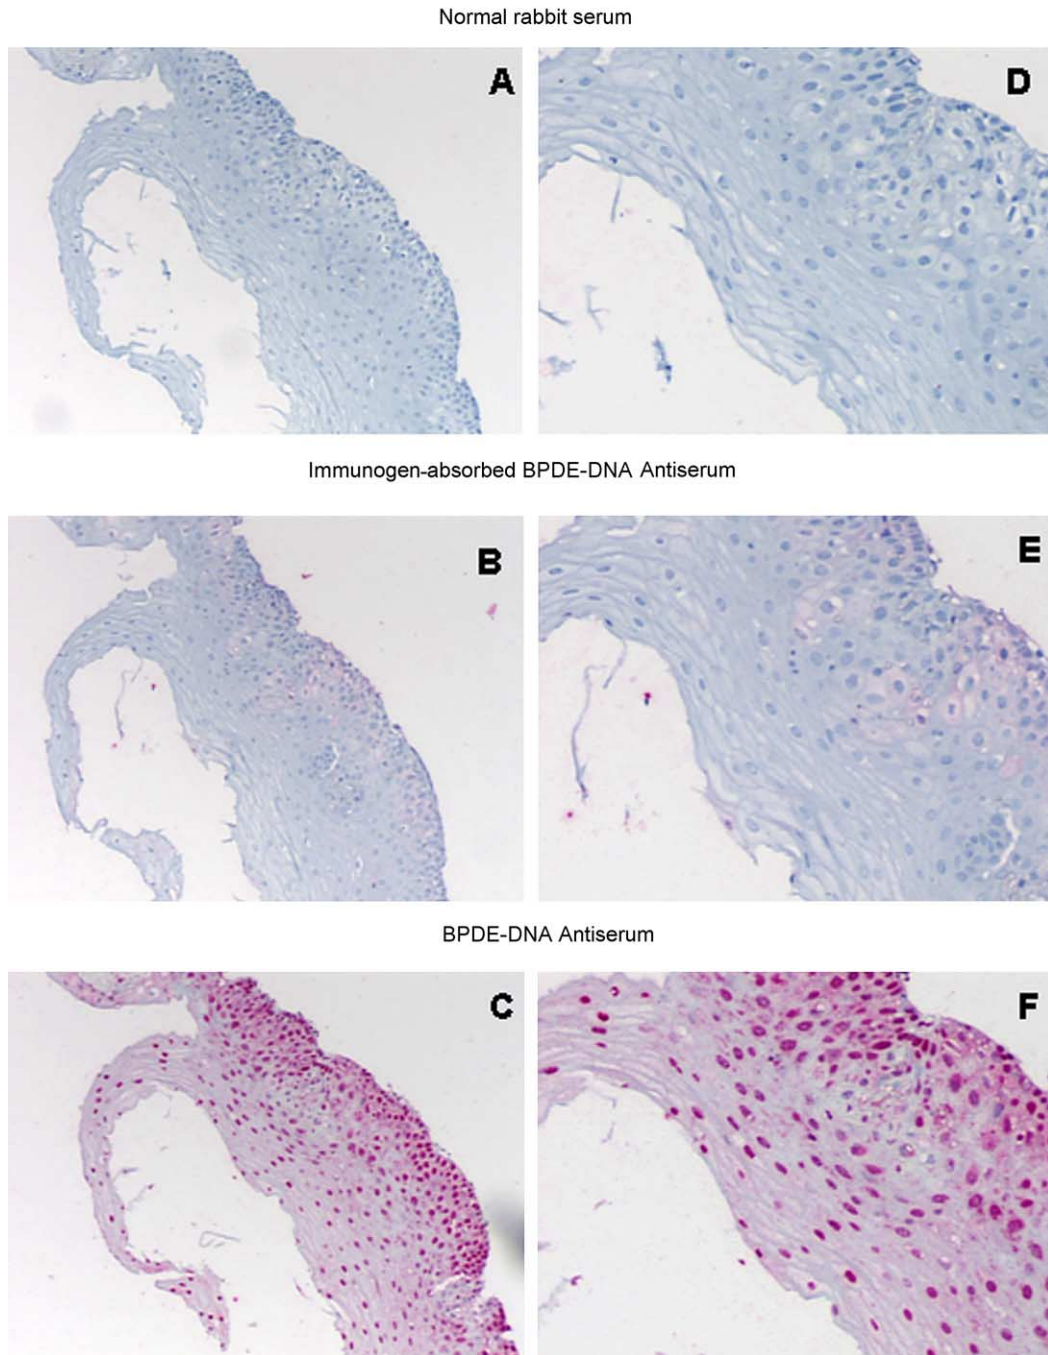 Normal rabbit serum
A
D
Immunogen-absorbed BPDE-DNA Antiserum
B
E
BPDE-DNA Antiserum
C
F